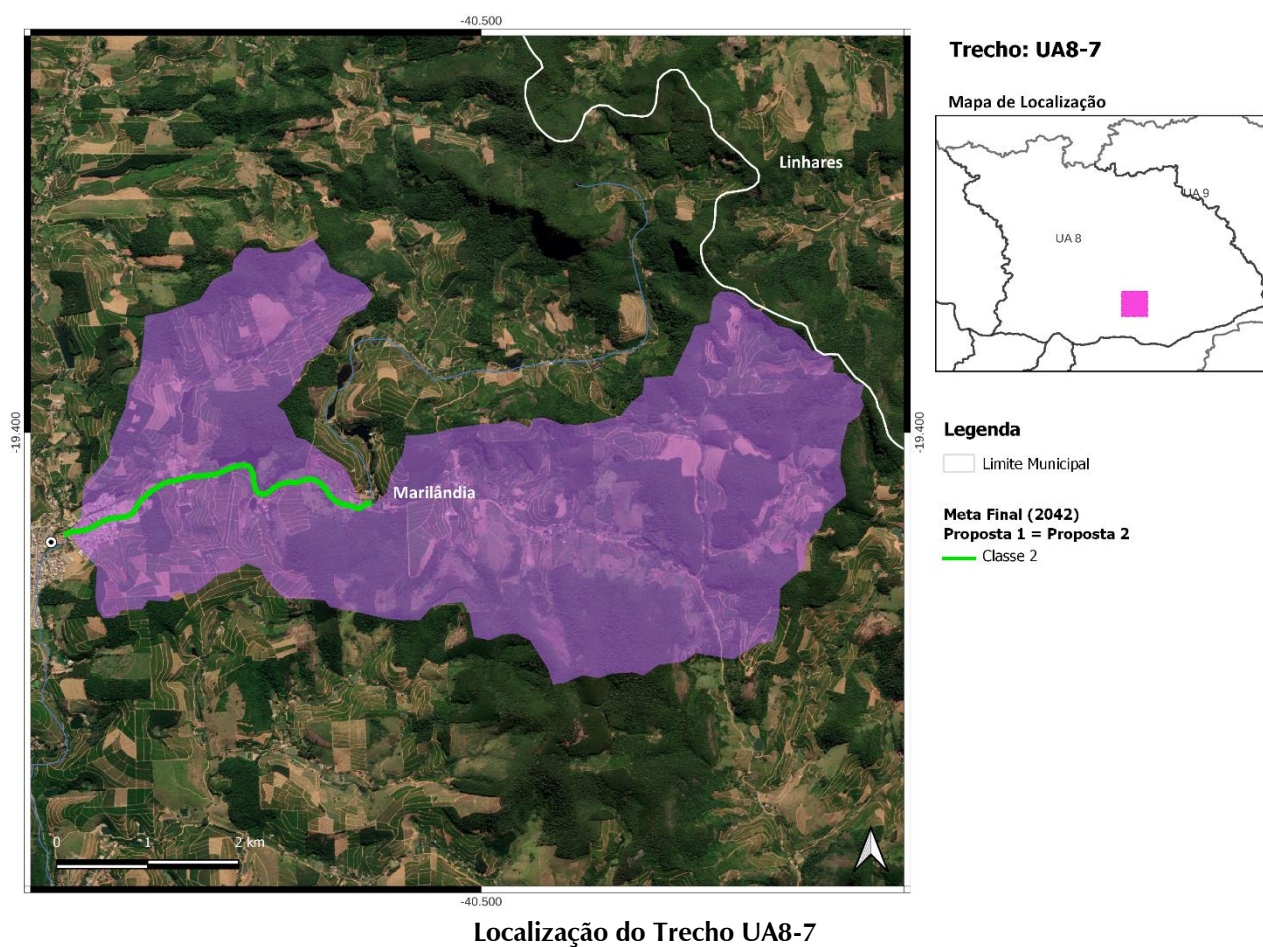 -40.500
Trecho: UA8-7
Mapa de Localização
UA 9
UA 8
Linhares
-19.400
-19.400
Marilândia
Legenda
Limite Municipal
Meta Final (2042)
Proposta 1 = Proposta 2
Classe 2
0 1 2 km
-40.500
Localização do Trecho UA8-7